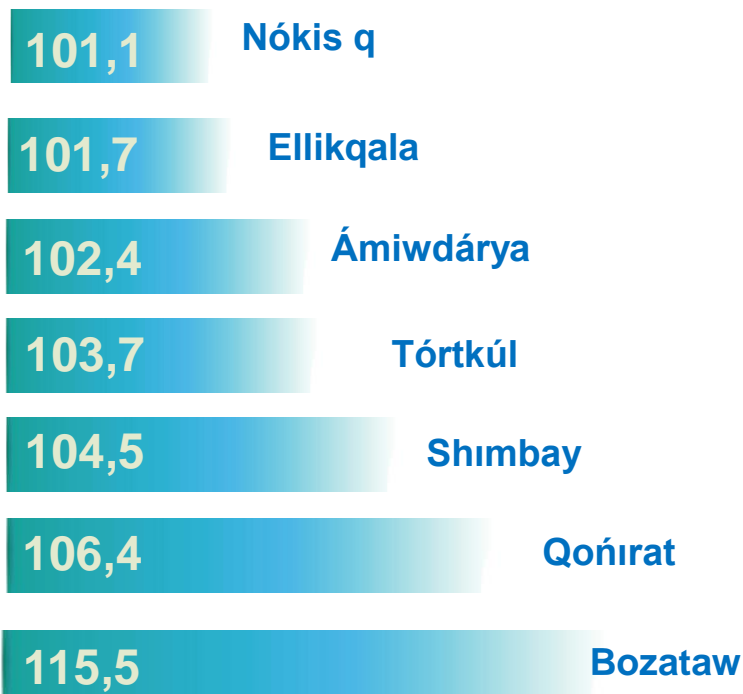 101,1 Nókis q
101,7 Ellikqala
102,4 Ámiwdárya
103,7 Tórtkúl
104,5 Shımbay
106,4 Qońırat
115,5 Bozataw